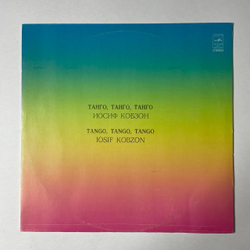 ТАНГО, ТАНГО, ТАНГО
ИОСИФ КОБЗОН
TANGO, TANGO, TANGO
IOSIF KOBZON